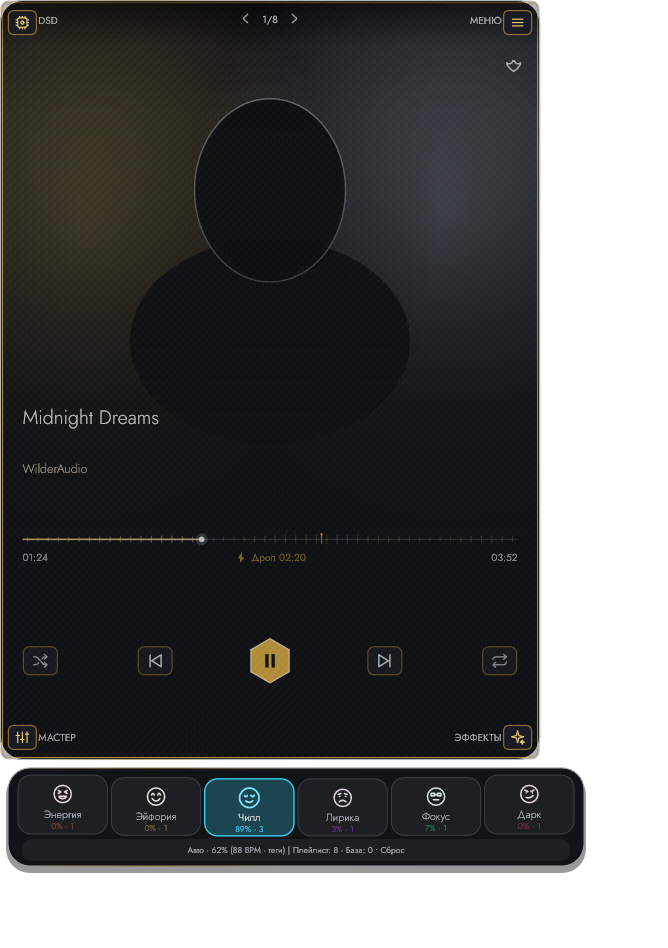 DSD
1/8
МЕНЮ
Midnight Dreams
WilderAudio
01:24
Дроп 02:20
03:52
МАСТЕР
ЭФФЕКТЫ
Энергия
0% · 1
Эйфория
0% · 1
Чилл
89% · 3
Лирика
3% · 1
Фокус
7% · 1
Дарк
0% · 1
Авто · 62% (88 BPM · теги) | Плейлист: 8 · База: 0 · Сброс